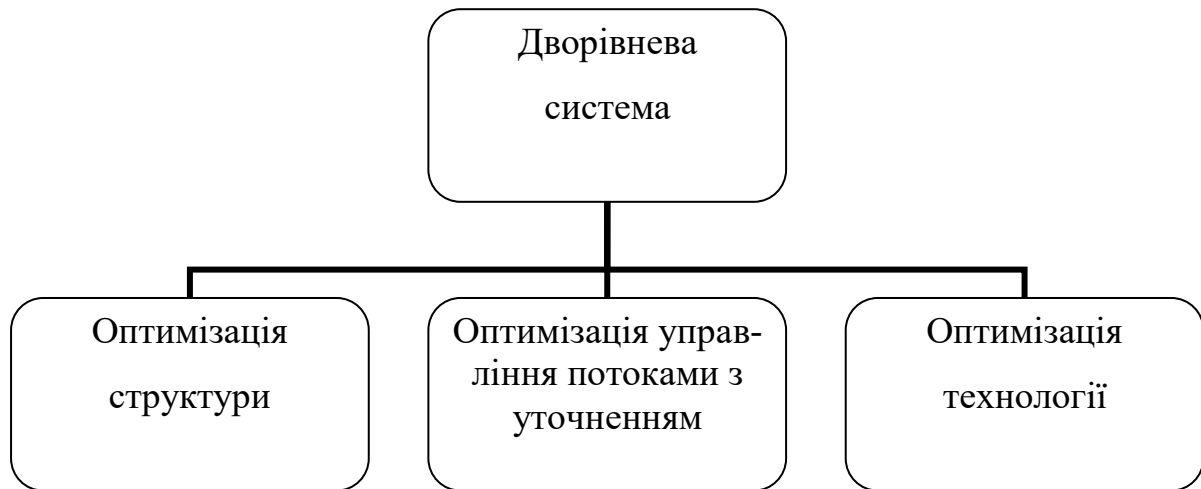 Дворівнева
система
Оптимізація
структури
Оптимізація управ-
ління потоками з
уточненням
Оптимізація
технології